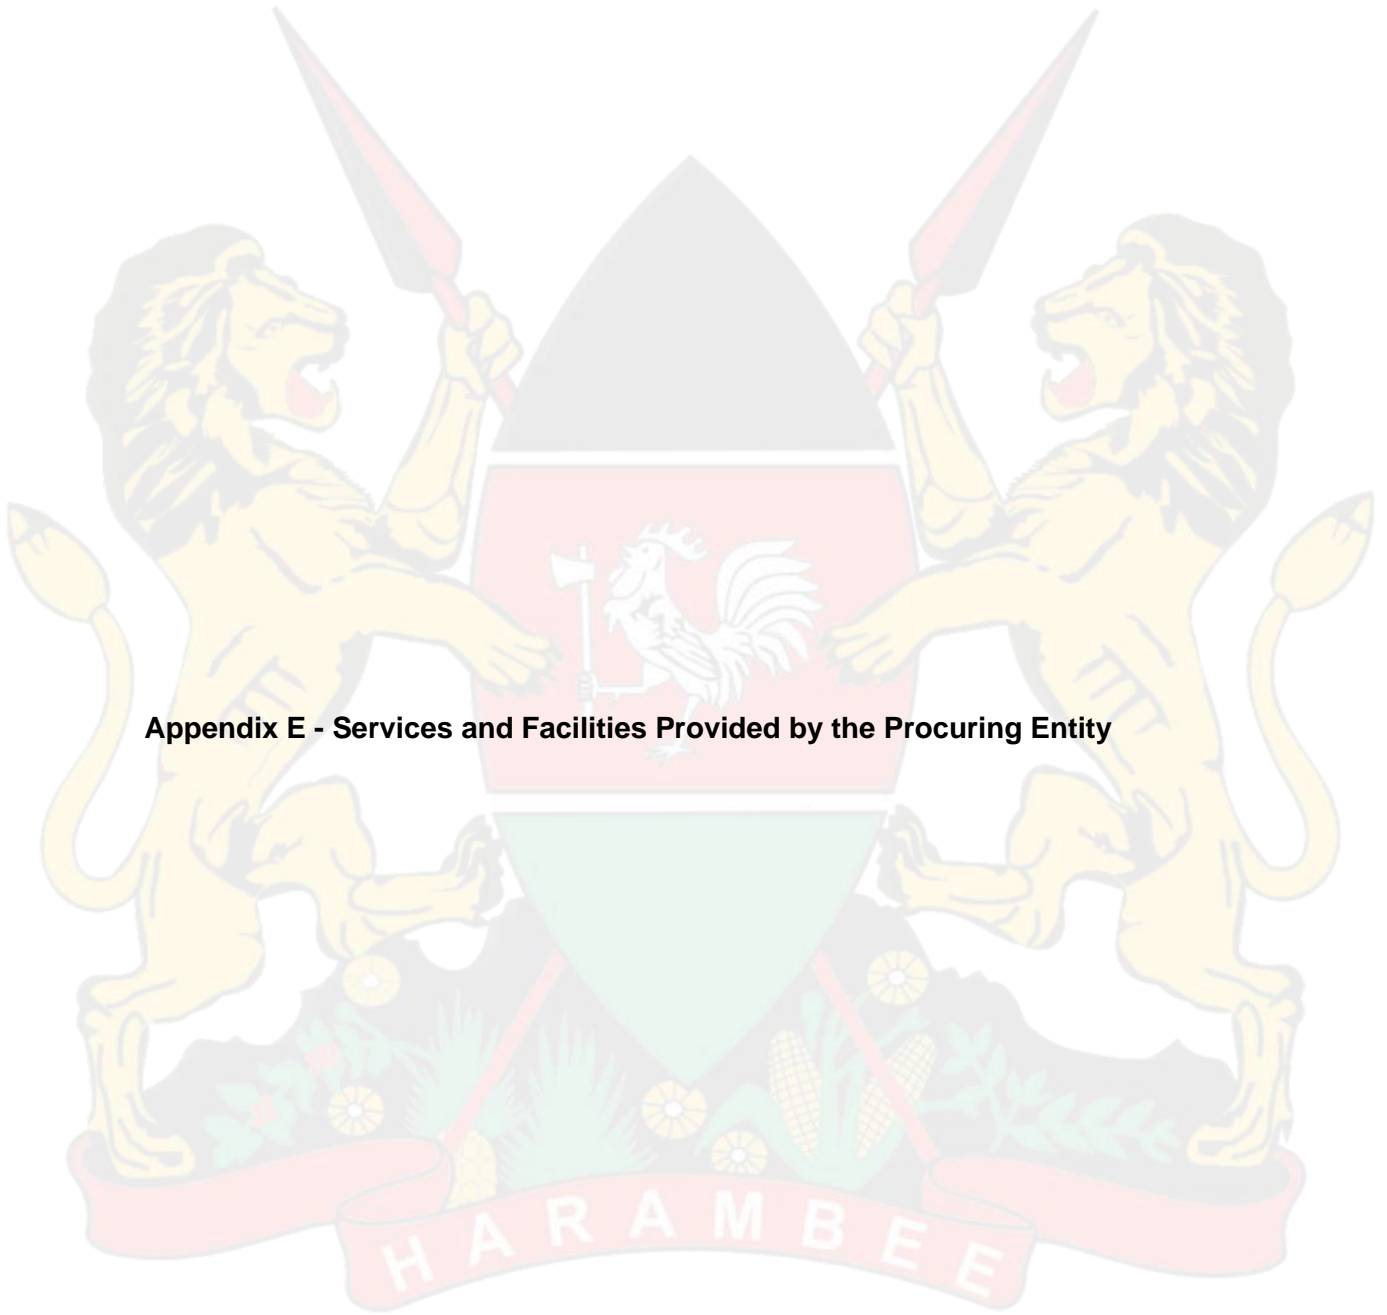 Appendix E - Services and Facilities Provided by the Procuring Entity
HARAMBEE